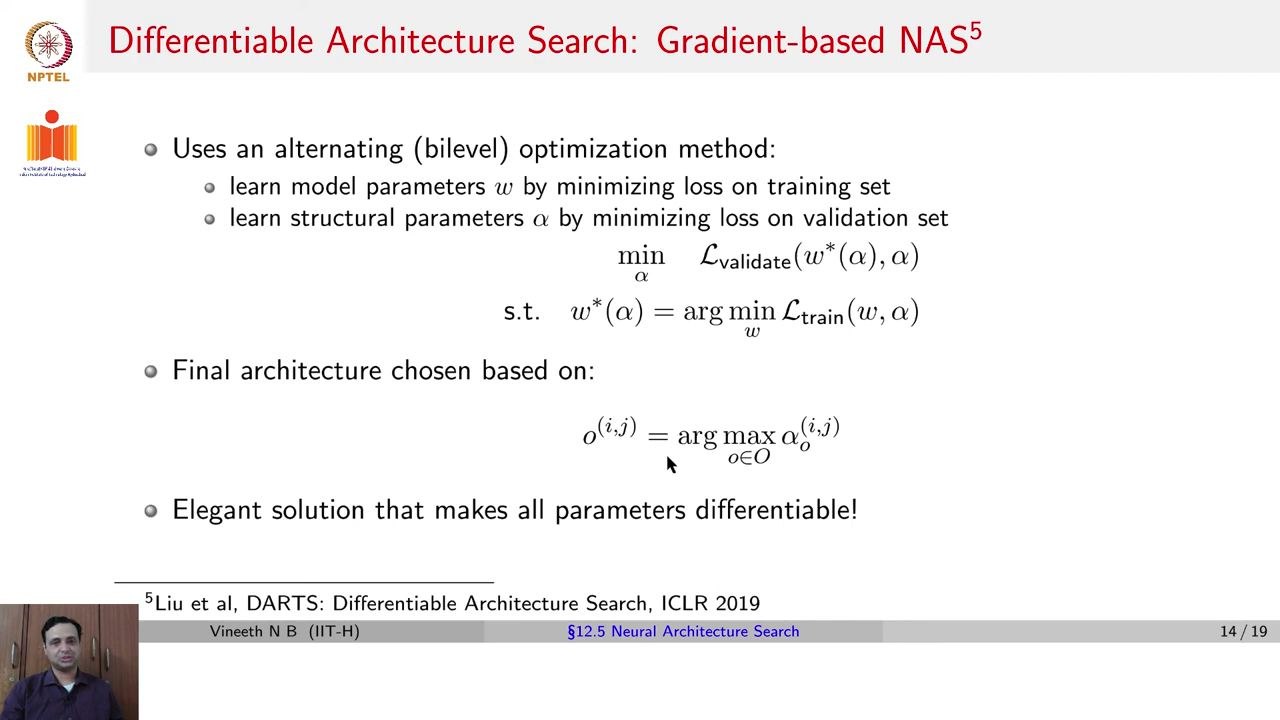 Differentiable Architecture Search: Gradient-based NAS⁵
NPTEL
Uses an alternating (bilevel) optimization method:
learn model parameters w by minimizing loss on training set
learn structural parameters α by minimizing loss on validation set
min_α ℒ_validate(w*(α), α)
s.t. w*(α) = arg min_w ℒ_train(w, α)
Final architecture chosen based on:
o^(i,j) = arg max_{o∈O} α_o^(i,j)
Elegant solution that makes all parameters differentiable!
⁵Liu et al, DARTS: Differentiable Architecture Search, ICLR 2019
Vineeth N B (IIT-H) §12.5 Neural Architecture Search 14 / 19